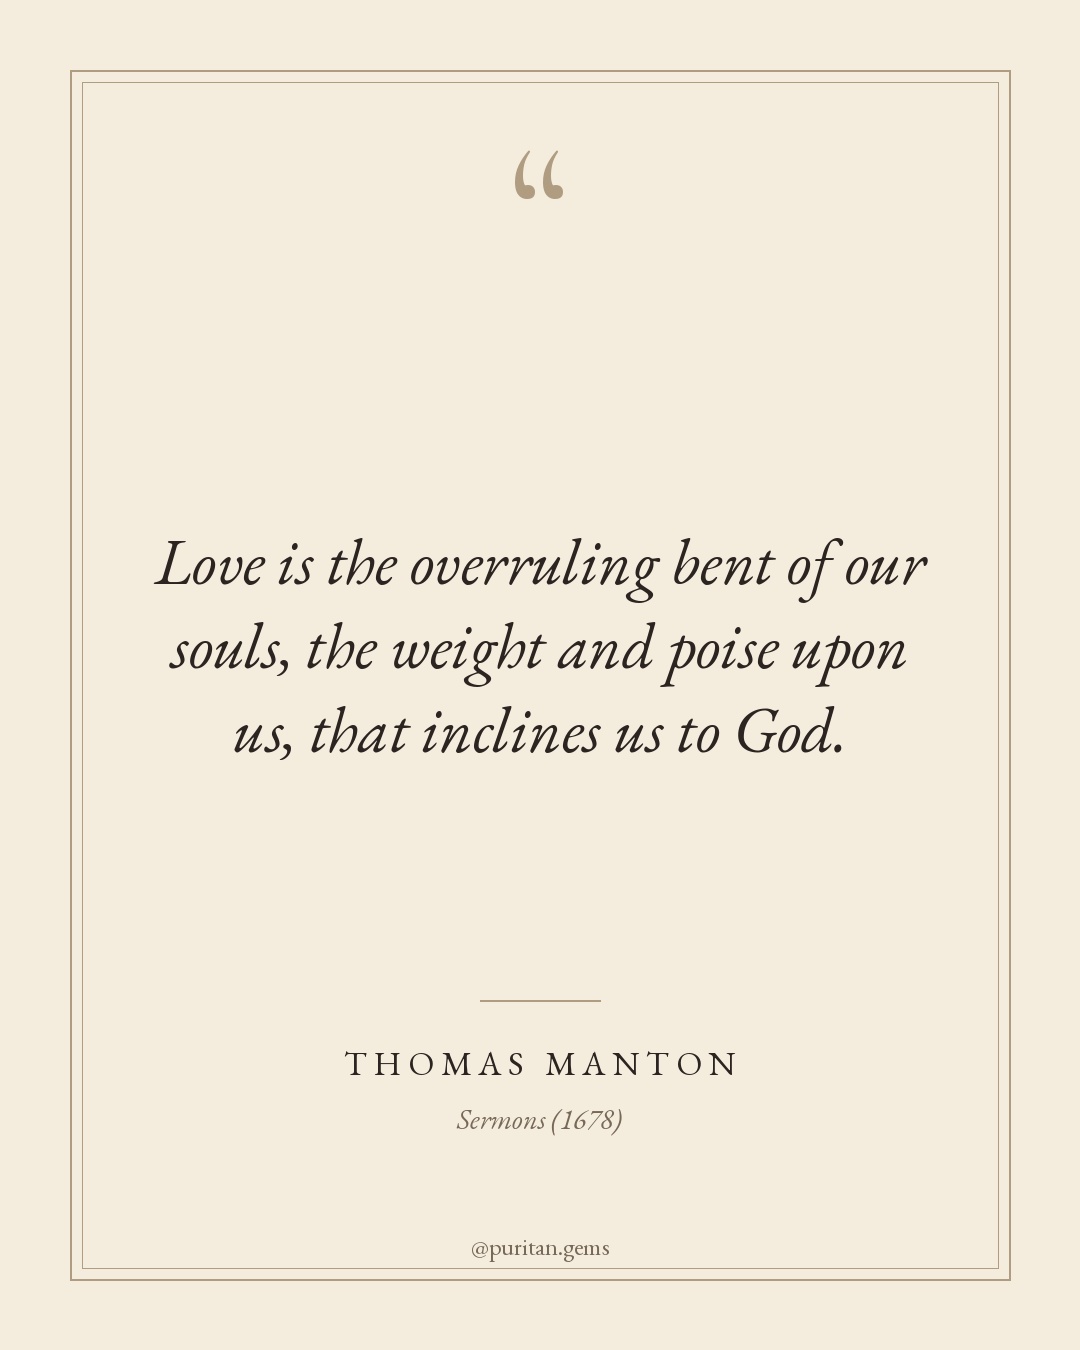 “
Love is the overruling bent of our
souls, the weight and poise upon
us, that inclines us to God.
THOMAS MANTON
Sermons (1678)
@puritan.gems